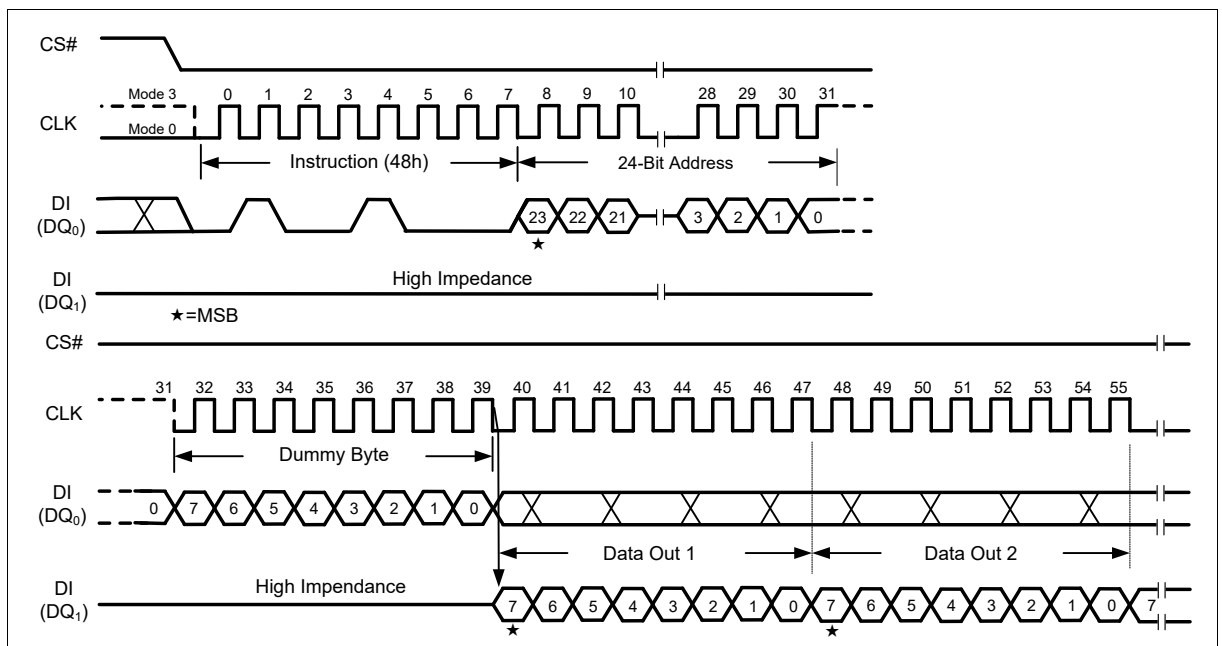 CS#
Mode 3 0 1 2 3 4 5 6 7 8 9 10 28 29 30 31
CLK
Mode 0
Instruction (48h) 24-Bit Address
DI
(DQ₀)
23 22 21 3 2 1 0
★
High Impedance
DI
(DQ₁)
★=MSB
CS#
31 32 33 34 35 36 37 38 39 40 41 42 43 44 45 46 47 48 49 50 51 52 53 54 55
CLK
Dummy Byte
DI
(DQ₀)
0 7 6 5 4 3 2 1 0
Data Out 1 Data Out 2
High Impendance
DI
(DQ₁)
7 6 5 4 3 2 1 0 7 6 5 4 3 2 1 0 7
★ ★